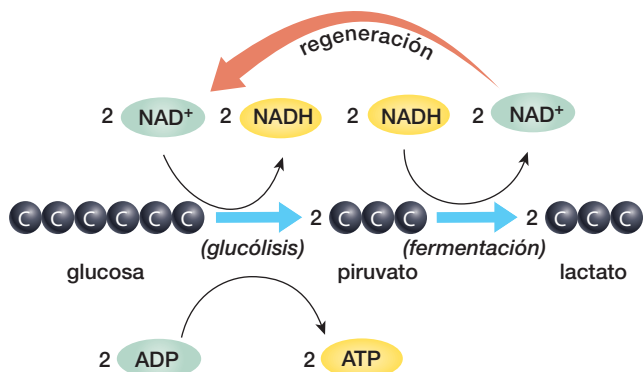 regeneración
2 NAD+ 2 NADH 2 NADH 2 NAD+
C C C C C C 2 C C C 2 C C C
(glucólisis) (fermentación)
glucosa piruvato lactato
2 ADP 2 ATP